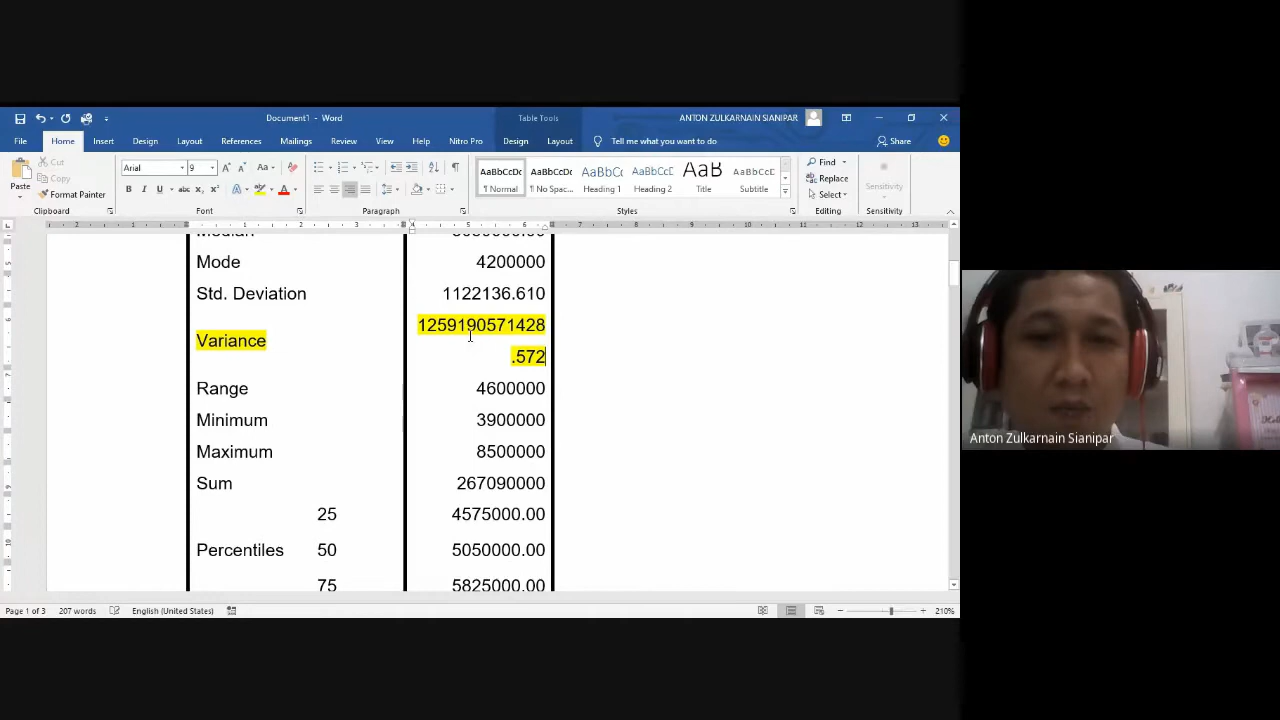 Document1 - Word
Table Tools
ANTON ZULKARNAIN SIANIPAR
File Home Insert Design Layout References Mailings Review View Help Nitro Pro Design Layout Tell me what you want to do Share
Paste
Cut
Copy
Format Painter
Clipboard
Arial 9
Font
Paragraph
AaBbCcDc AaBbCcDc AaBbCc AaBbCcC AaB AaBbCcD
¶ Normal ¶ No Spac... Heading 1 Heading 2 Title Subtitle
Styles
Find
Replace
Select
Editing
Sensitivity
Sensitivity
Mode 4200000
Std. Deviation 1122136.610
Variance 1259190571428
.572
Range 4600000
Minimum 3900000
Maximum 8500000
Sum 267090000
25 4575000.00
Percentiles 50 5050000.00
75 5825000.00
Page 1 of 3 207 words English (United States) 210%
Anton Zulkarnain Sianipar